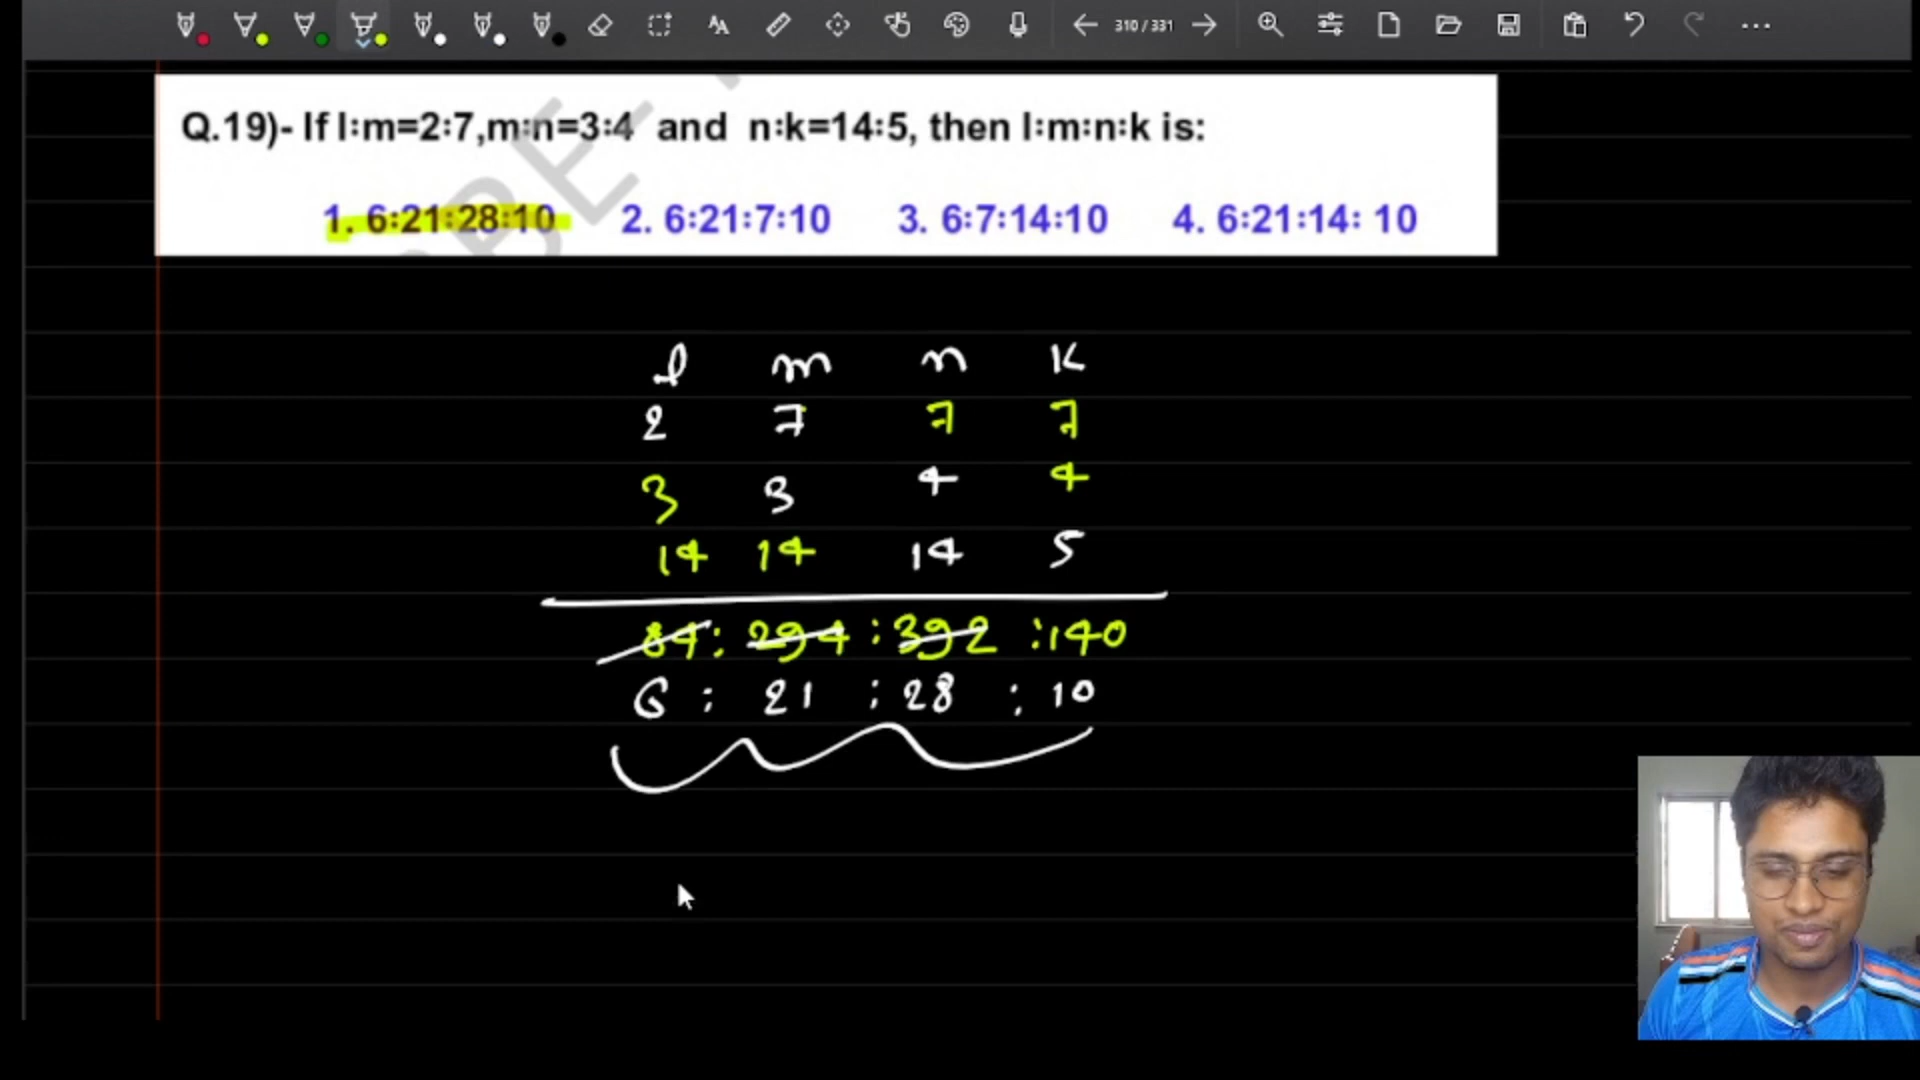 310 / 331
Q.19)- If l:m=2:7,m:n=3:4 and n:k=14:5, then l:m:n:k is:
1. 6:21:28:10 2. 6:21:7:10 3. 6:7:14:10 4. 6:21:14: 10
l m n K
2 7 7 7
3 3 4 4
14 14 14 5
84 : 294 : 392 : 140
6 : 21 : 28 : 10